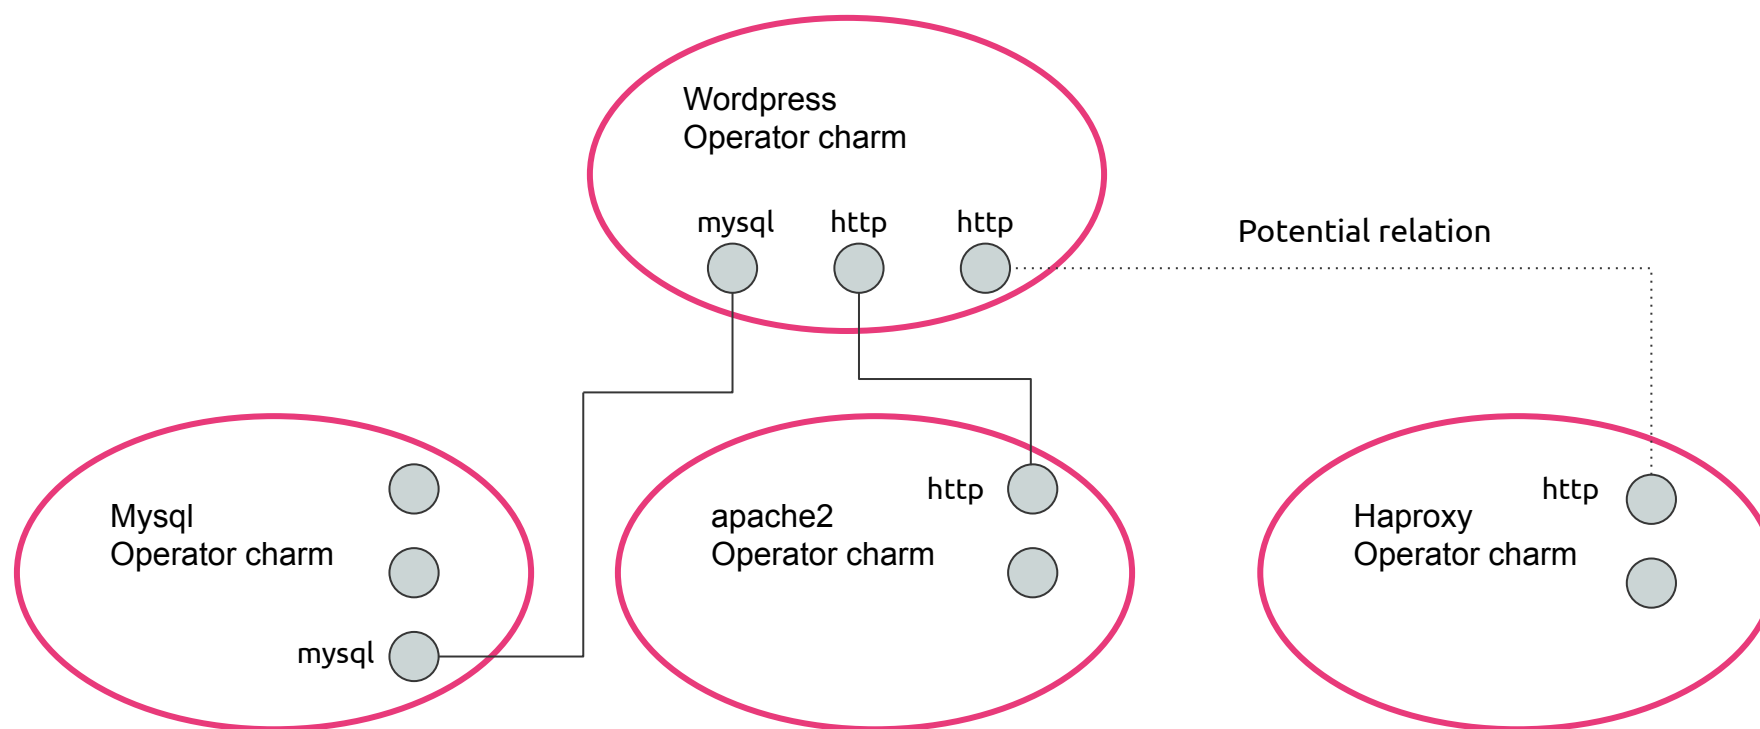 Wordpress
Operator charm
mysql
http
http
Potential relation
Mysql
Operator charm
mysql
http
apache2
Operator charm
http
Haproxy
Operator charm